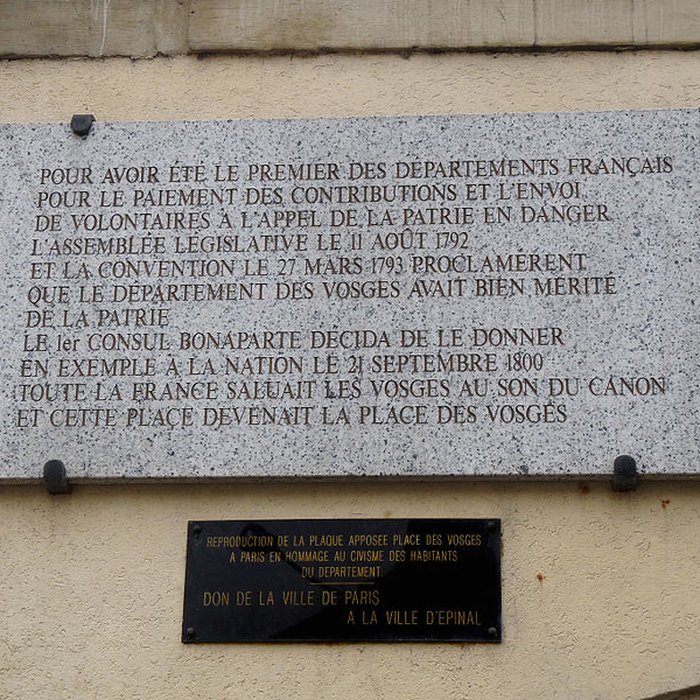 POUR AVOIR ÉTÉ LE PREMIER DES DÉPARTEMENTS FRANÇAIS
POUR LE PAIEMENT DES CONTRIBUTIONS ET L'ENVOI
DE VOLONTAIRES À L'APPEL DE LA PATRIE EN DANGER
L'ASSEMBLÉE LÉGISLATIVE LE 11 AOÛT 1792
ET LA CONVENTION LE 27 MARS 1793 PROCLAMÈRENT
QUE LE DÉPARTEMENT DES VOSGES AVAIT BIEN MÉRITÉ
DE LA PATRIE
LE 1er CONSUL BONAPARTE DÉCIDA DE LE DONNER
EN EXEMPLE À LA NATION LE 21 SEPTEMBRE 1800
TOUTE LA FRANCE SALUAIT LES VOSGES AU SON DU CANON
ET CETTE PLACE DEVENAIT LA PLACE DES VOSGES
REPRODUCTION DE LA PLAQUE APPOSEE PLACE DES VOSGES
A PARIS EN HOMMAGE AU CIVISME DES HABITANTS
DU DEPARTEMENT
DON DE LA VILLE DE PARIS
A LA VILLE D'EPINAL